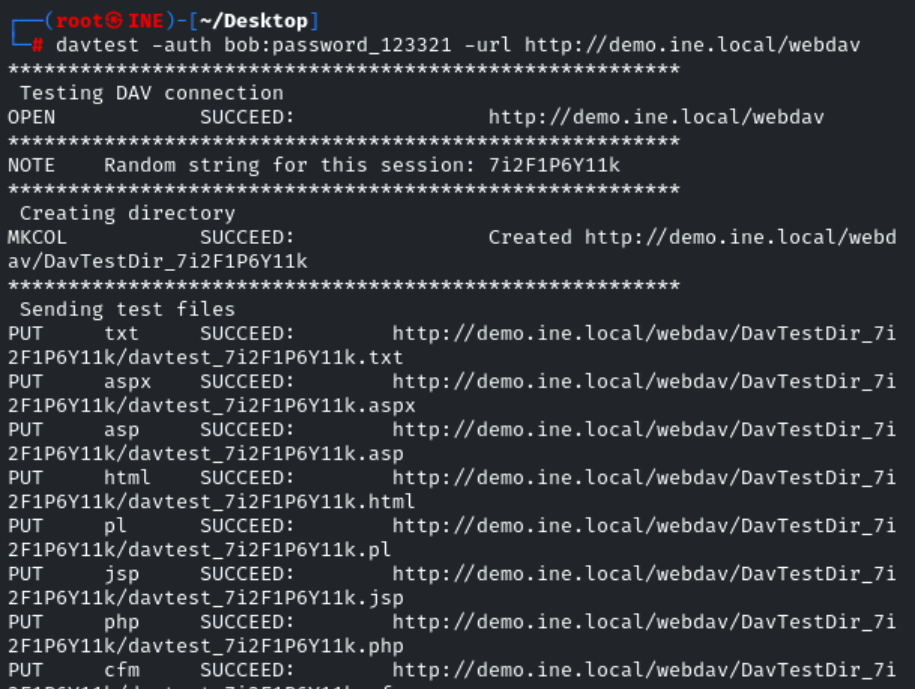 (root㉿INE)-[~/Desktop]
# davtest -auth bob:password_123321 -url http://demo.ine.local/webdav
********************************************************
 Testing DAV connection
OPEN            SUCCEED:                http://demo.ine.local/webdav
********************************************************
NOTE    Random string for this session: 7i2F1P6Y11k
********************************************************
 Creating directory
MKCOL           SUCCEED:                Created http://demo.ine.local/webd
av/DavTestDir_7i2F1P6Y11k
********************************************************
 Sending test files
PUT     txt     SUCCEED:        http://demo.ine.local/webdav/DavTestDir_7i
2F1P6Y11k/davtest_7i2F1P6Y11k.txt
PUT     aspx    SUCCEED:        http://demo.ine.local/webdav/DavTestDir_7i
2F1P6Y11k/davtest_7i2F1P6Y11k.aspx
PUT     asp     SUCCEED:        http://demo.ine.local/webdav/DavTestDir_7i
2F1P6Y11k/davtest_7i2F1P6Y11k.asp
PUT     html    SUCCEED:        http://demo.ine.local/webdav/DavTestDir_7i
2F1P6Y11k/davtest_7i2F1P6Y11k.html
PUT     pl      SUCCEED:        http://demo.ine.local/webdav/DavTestDir_7i
2F1P6Y11k/davtest_7i2F1P6Y11k.pl
PUT     jsp     SUCCEED:        http://demo.ine.local/webdav/DavTestDir_7i
2F1P6Y11k/davtest_7i2F1P6Y11k.jsp
PUT     php     SUCCEED:        http://demo.ine.local/webdav/DavTestDir_7i
2F1P6Y11k/davtest_7i2F1P6Y11k.php
PUT     cfm     SUCCEED:        http://demo.ine.local/webdav/DavTestDir_7i